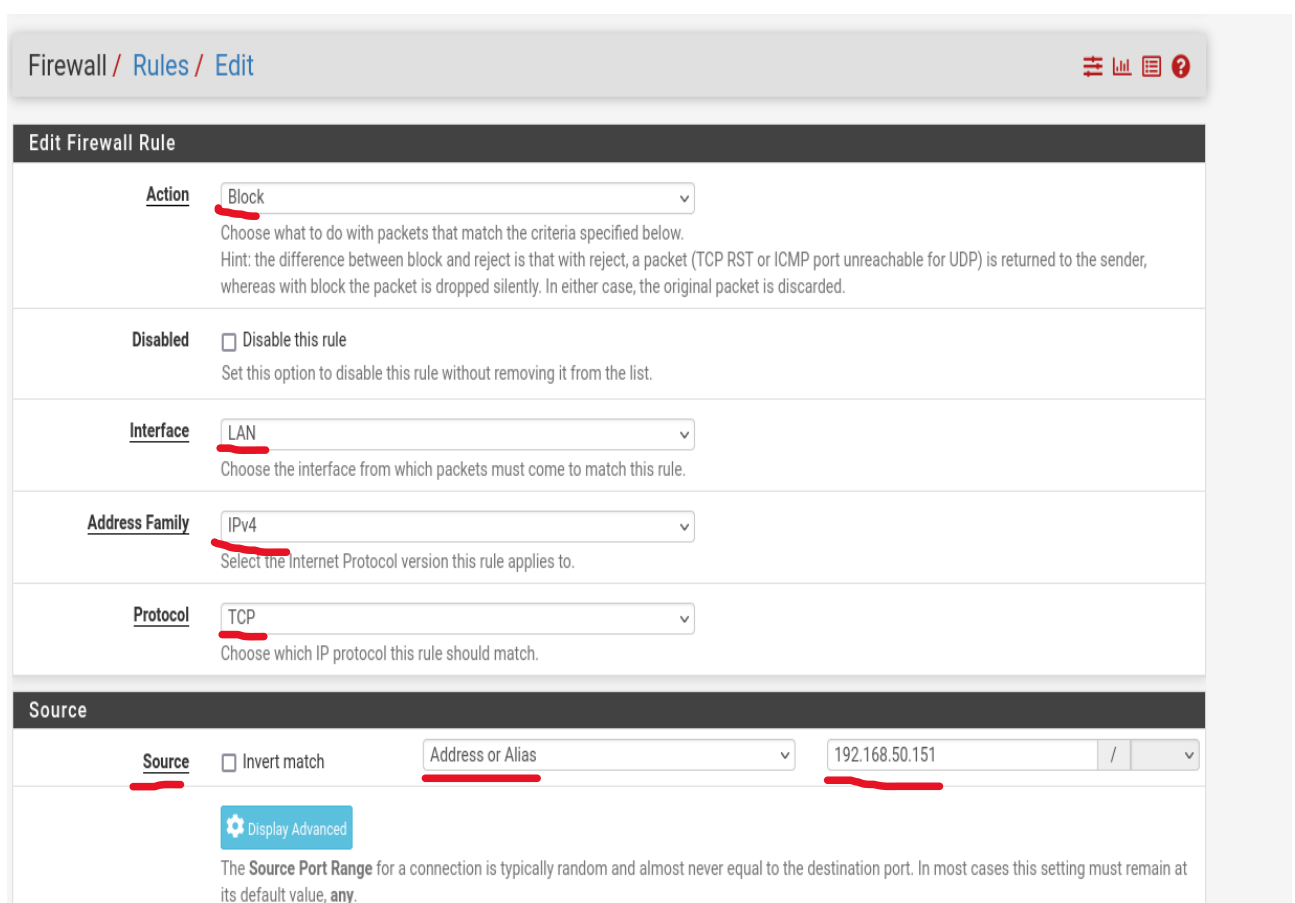 Firewall / Rules / Edit
Edit Firewall Rule
Action
Block
Choose what to do with packets that match the criteria specified below.
Hint: the difference between block and reject is that with reject, a packet (TCP RST or ICMP port unreachable for UDP) is returned to the sender,
whereas with block the packet is dropped silently. In either case, the original packet is discarded.
Disabled
Disable this rule
Set this option to disable this rule without removing it from the list.
Interface
LAN
Choose the interface from which packets must come to match this rule.
Address Family
IPv4
Select the Internet Protocol version this rule applies to.
Protocol
TCP
Choose which IP protocol this rule should match.
Source
Source Invert match Address or Alias 192.168.50.151 /
Display Advanced
The Source Port Range for a connection is typically random and almost never equal to the destination port. In most cases this setting must remain at
its default value, any.